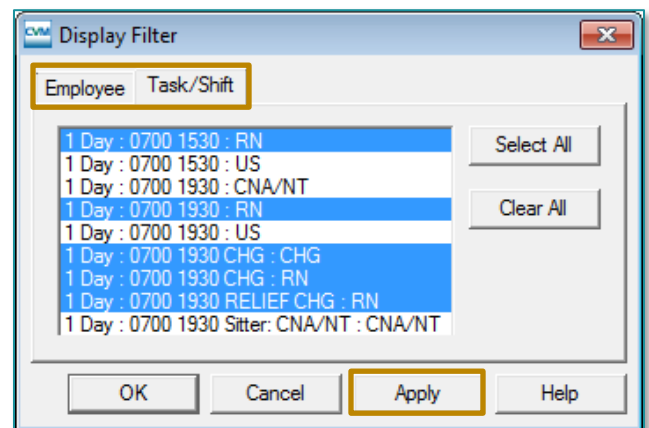 CVM Display Filter
Employee Task/Shift
1 Day : 0700 1530 : RN
1 Day : 0700 1530 : US
1 Day : 0700 1930 : CNA/NT
1 Day : 0700 1930 : RN
1 Day : 0700 1930 : US
1 Day : 0700 1930 CHG : CHG
1 Day : 0700 1930 CHG : RN
1 Day : 0700 1930 RELIEF CHG : RN
1 Day : 0700 1930 Sitter: CNA/NT : CNA/NT
Select All
Clear All
OK Cancel Apply Help